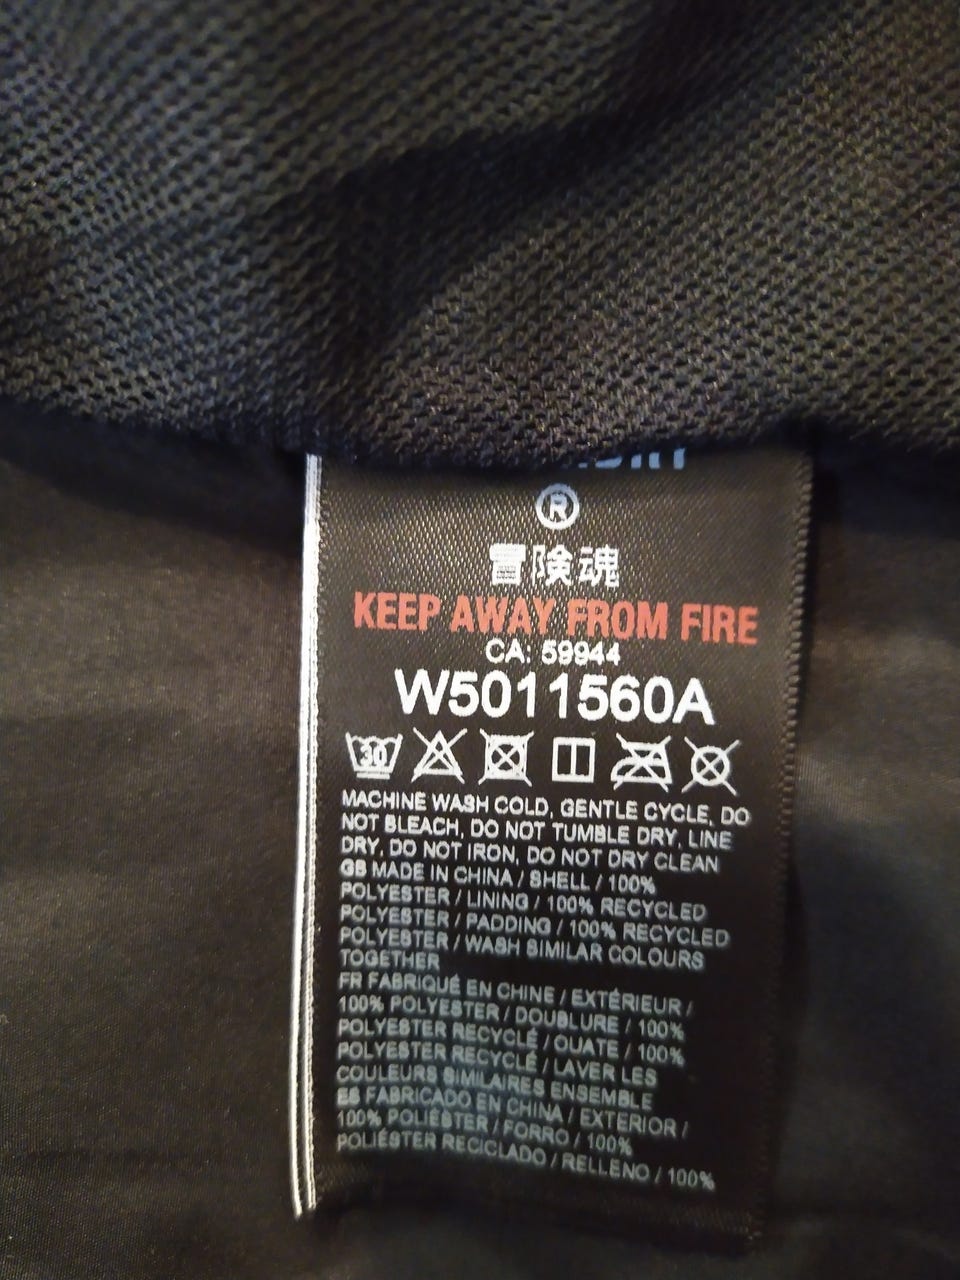 ®
冒険魂
KEEP AWAY FROM FIRE
CA: 59944
W5011560A
30
MACHINE WASH COLD, GENTLE CYCLE, DO
NOT BLEACH, DO NOT TUMBLE DRY, LINE
DRY, DO NOT IRON, DO NOT DRY CLEAN
GB MADE IN CHINA / SHELL / 100%
POLYESTER / LINING / 100% RECYCLED
POLYESTER / PADDING / 100% RECYCLED
POLYESTER / WASH SIMILAR COLOURS
TOGETHER
FR FABRIQUÉ EN CHINE / EXTÉRIEUR /
100% POLYESTER / DOUBLURE / 100%
POLYESTER RECYCLÉ / OUATE / 100%
POLYESTER RECYCLÉ / LAVER LES
COULEURS SIMILAIRES ENSEMBLE
ES FABRICADO EN CHINA / EXTERIOR /
100% POLIÉSTER / FORRO / 100%
POLIÉSTER RECICLADO / RELLENO / 100%